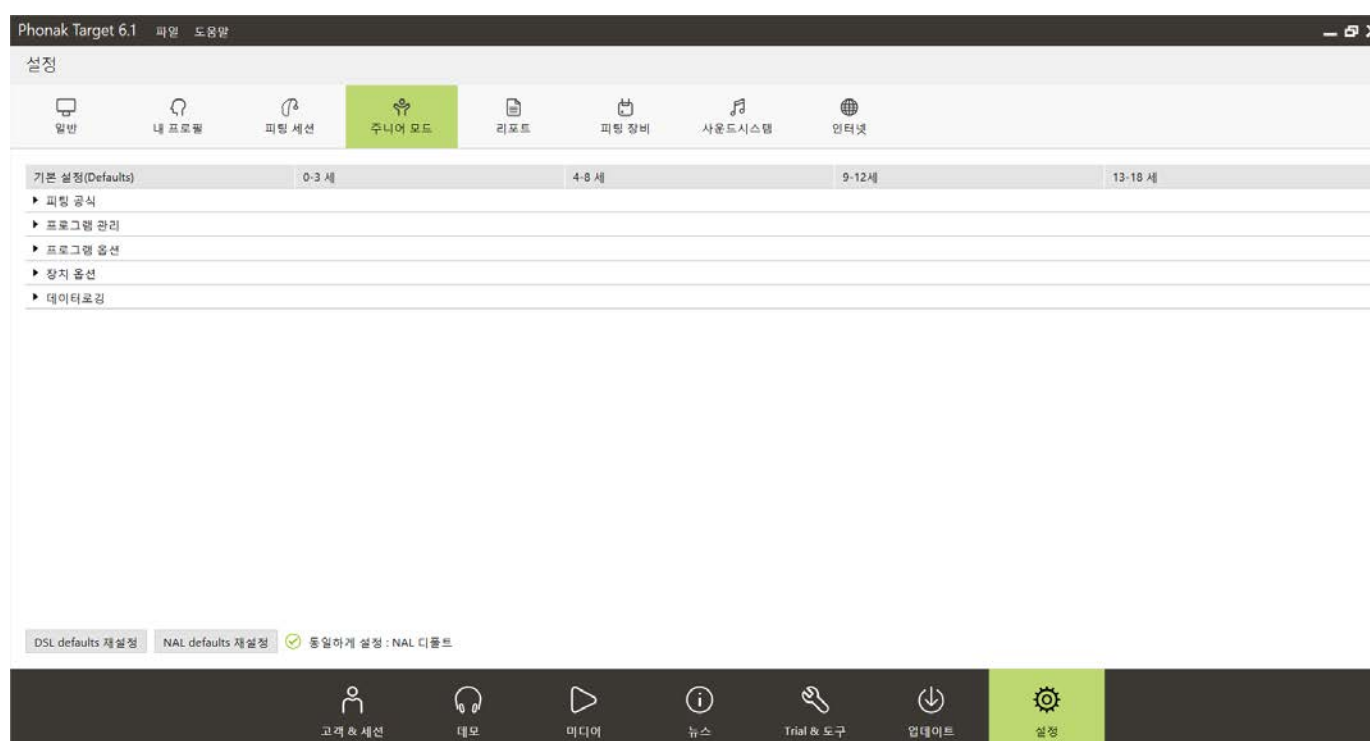 Phonak Target 6.1 파일 도움말
설정
일반 내 프로필 피팅 세션 주니어 모드 리포트 피팅 장비 사운드시스템 인터넷
기본 설정(Defaults) 0-3 세 4-8 세 9-12세 13-18 세
피팅 공식
프로그램 관리
프로그램 옵션
장치 옵션
데이터로깅
DSL defaults 재설정 NAL defaults 재설정 동일하게 설정 : NAL 디폴트
고객 & 세션 데모 미디어 뉴스 Trial & 도구 업데이트 설정